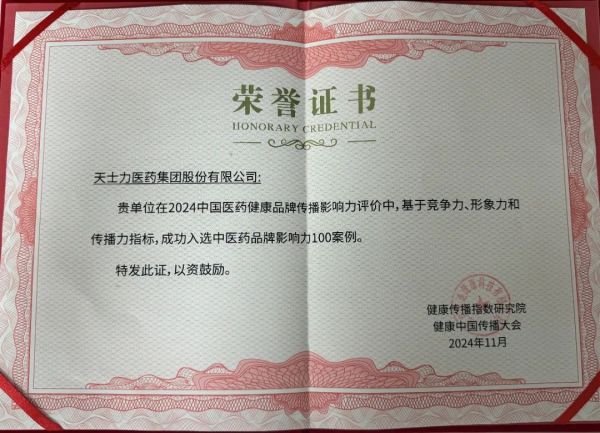 荣誉证书
HONORARY CREDENTIAL
天士力医药集团股份有限公司:
贵单位在2024中国医药健康品牌传播影响力评价中,基于竞争力、形象力和
传播力指标,成功入选中医药品牌影响力100案例。
特发此证,以资鼓励。
健康传播指数研究院
健康中国传播大会
2024年11月